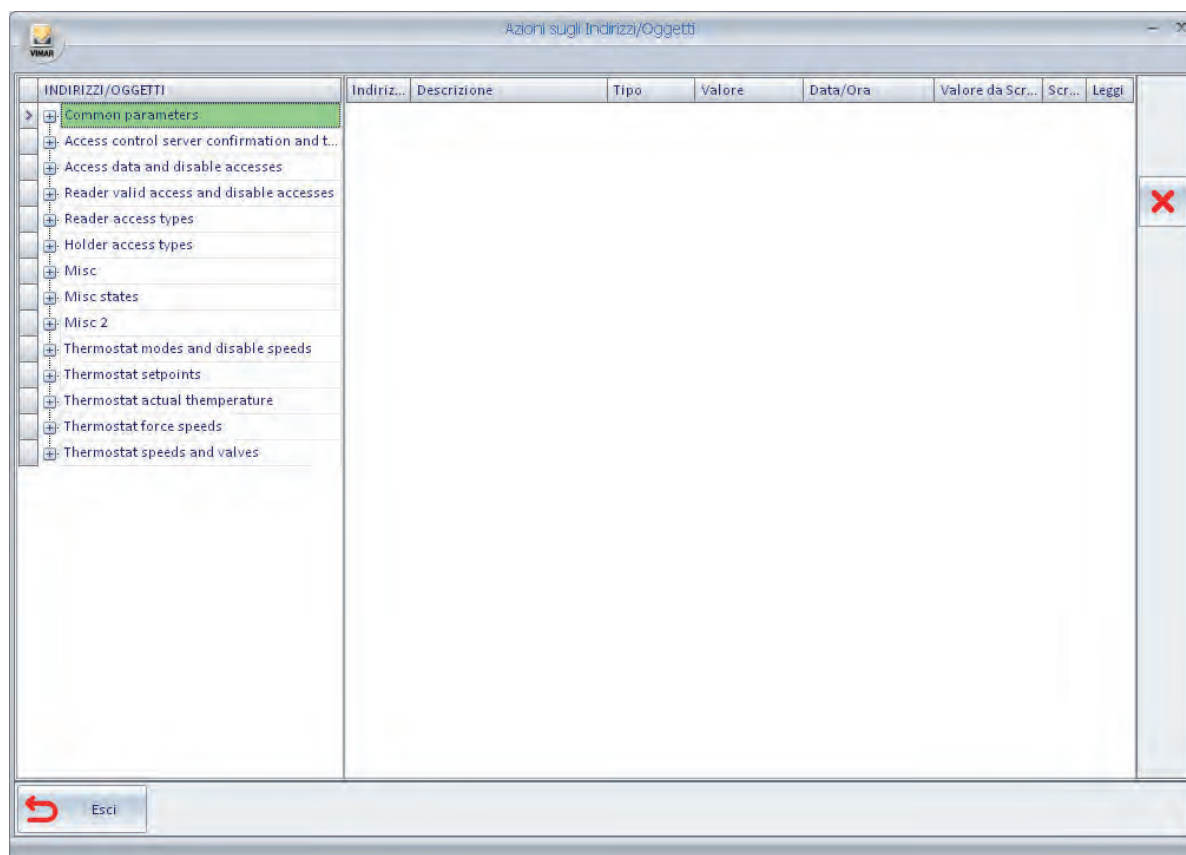 Azioni sugli Indirizzi/Oggetti
VIMAR
INDIRIZZI/OGGETTI
Indiriz... Descrizione Tipo Valore Data/Ora Valore da Scr... Scr... Leggi
Common parameters
Access control server confirmation and t...
Access data and disable accesses
Reader valid access and disable accesses
Reader access types
Holder access types
Misc
Misc states
Misc 2
Thermostat modes and disable speeds
Thermostat setpoints
Thermostat actual themperature
Thermostat force speeds
Thermostat speeds and valves
Esci